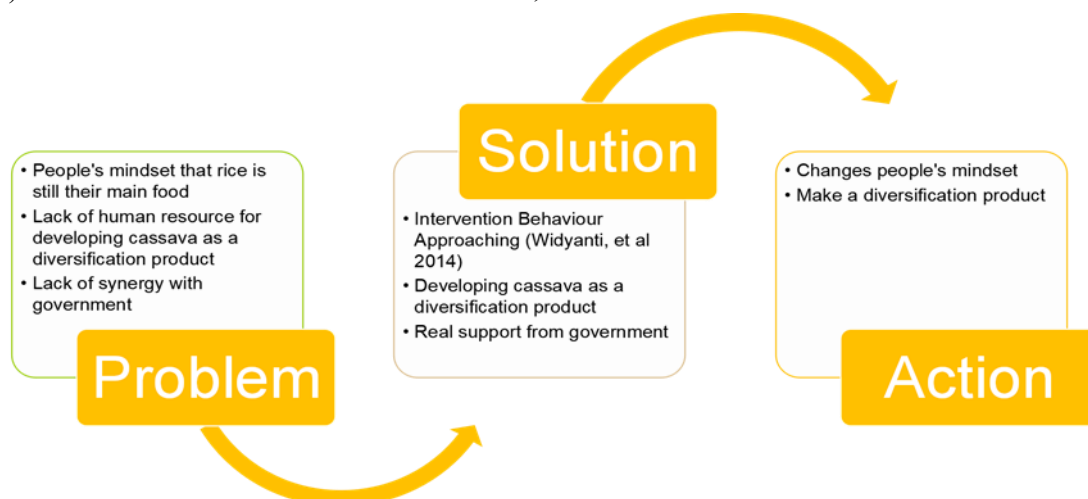 • People's mindset that rice is
still their main food
• Lack of human resource for
developing cassava as a
diversification product
• Lack of synergy with
government
Problem
Solution
• Intervention Behaviour
Approaching (Widyanti, et al
2014)
• Developing cassava as a
diversification product
• Real support from government
• Changes people's mindset
• Make a diversification product
Action